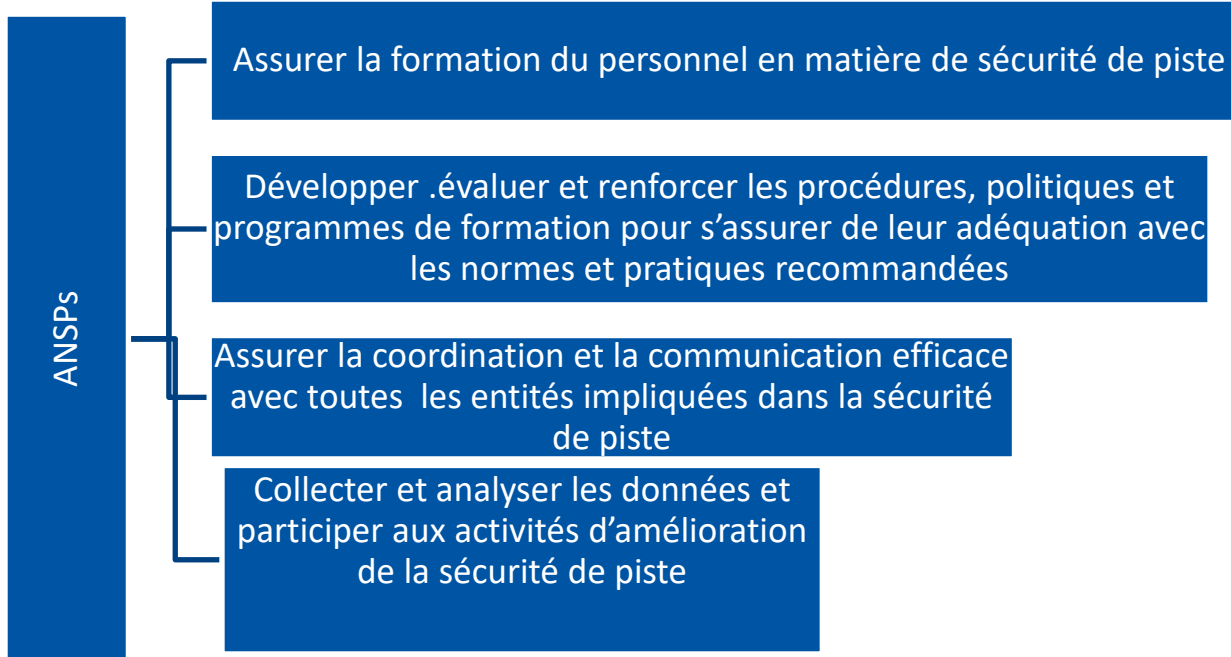 ANSPs
Assurer la formation du personnel en matière de sécurité de piste
Développer .évaluer et renforcer les procédures, politiques et
programmes de formation pour s’assurer de leur adéquation avec
les normes et pratiques recommandées
Assurer la coordination et la communication efficace
avec toutes  les entités impliquées dans la sécurité
de piste
Collecter et analyser les données et
participer aux activités d’amélioration
de la sécurité de piste